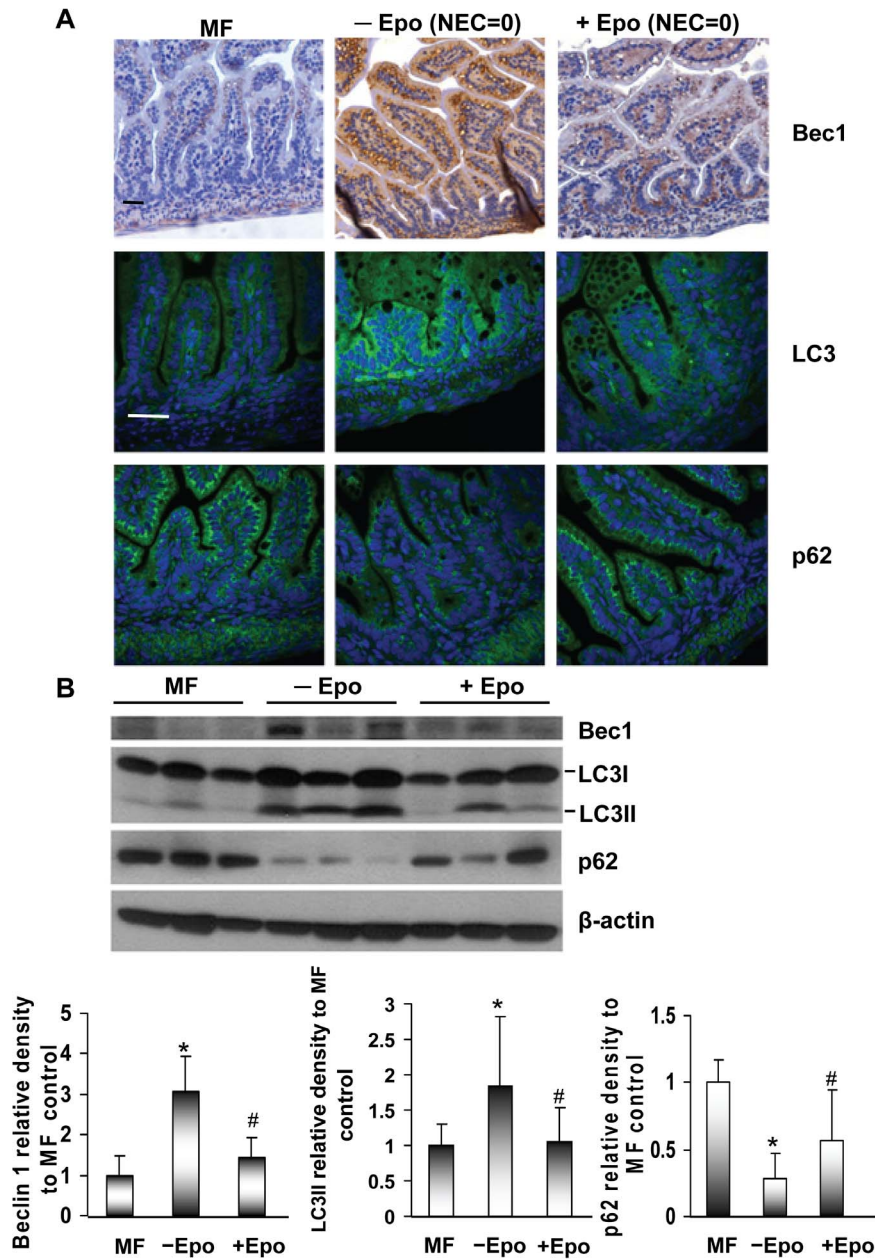 A
MF
— Epo (NEC=0)
+ Epo (NEC=0)
Bec1
LC3
p62
B
MF
— Epo
+ Epo
Bec1
LC3I
LC3II
p62
β-actin
Beclin 1 relative density
to MF control
5
4
3
2
1
0
*
#
MF
−Epo
+Epo
LC3II relative density to MF
control
3
2.5
2
1.5
1
0.5
0
*
#
MF
−Epo
+Epo
p62 relative density to
MF control
1.5
1
0.5
0
*
#
MF
−Epo
+Epo